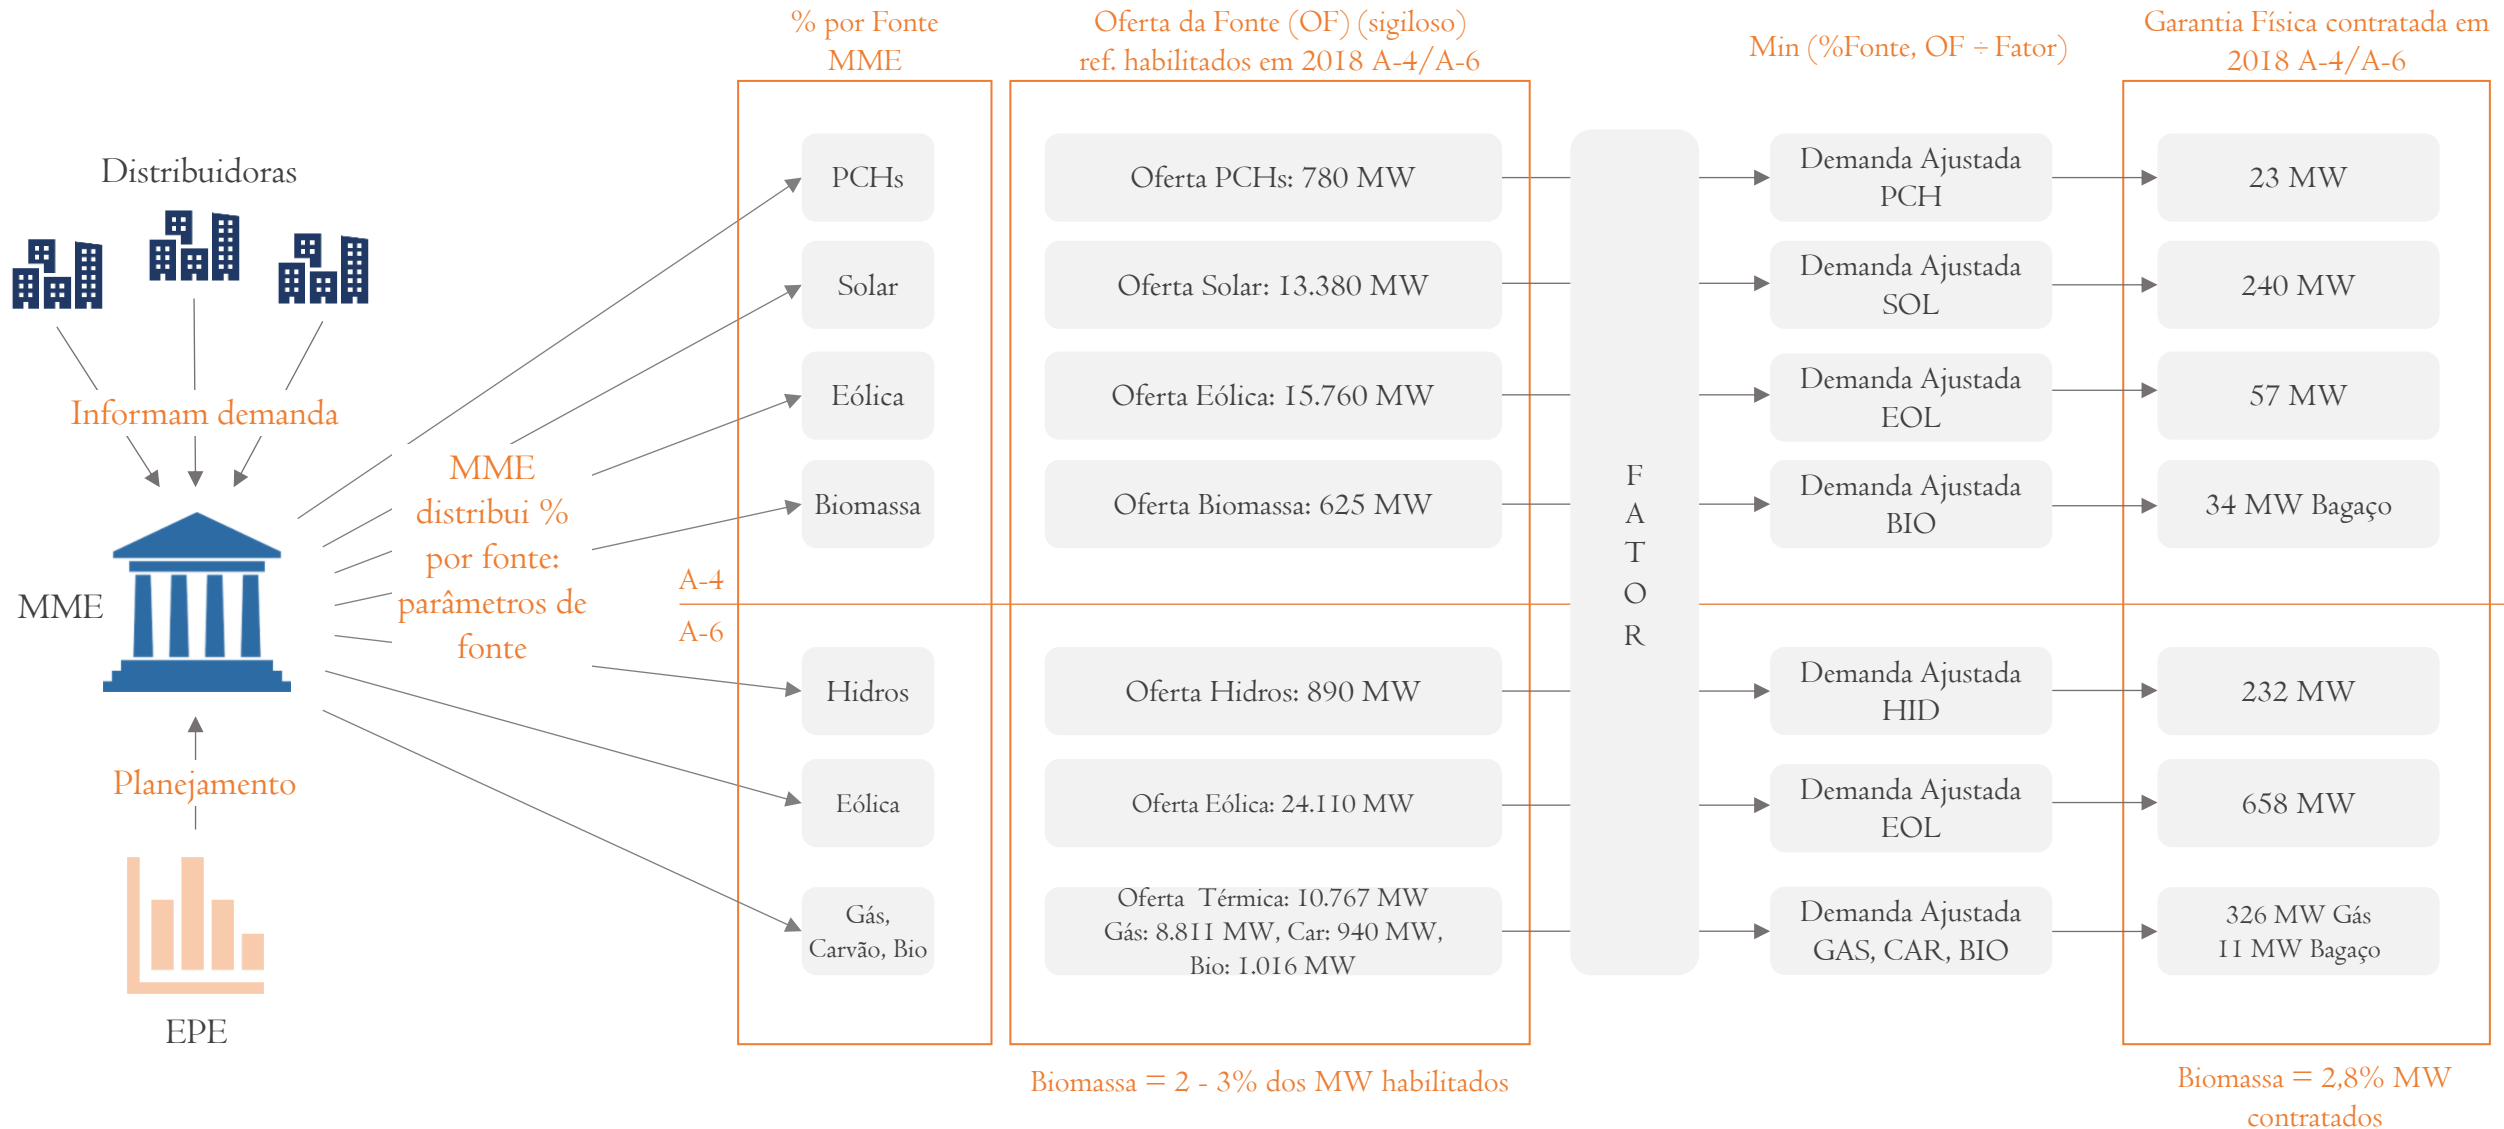 % por Fonte
MME
Oferta da Fonte (OF) (sigiloso)
ref. habilitados em 2018 A-4/A-6
Min (%Fonte, OF ÷ Fator)
Garantia Física contratada em
2018 A-4/A-6
Distribuidoras
Informam demanda
MME
distribui %
por fonte:
parâmetros de
fonte
MME
Planejamento
EPE
A-4
A-6
PCHs
Oferta PCHs: 780 MW
Demanda Ajustada
PCH
23 MW
Solar
Oferta Solar: 13.380 MW
Demanda Ajustada
SOL
240 MW
Eólica
Oferta Eólica: 15.760 MW
Demanda Ajustada
EOL
57 MW
Biomassa
Oferta Biomassa: 625 MW
Demanda Ajustada
BIO
34 MW Bagaço
F
A
T
O
R
Hidros
Oferta Hidros: 890 MW
Demanda Ajustada
HID
232 MW
Eólica
Oferta Eólica: 24.110 MW
Demanda Ajustada
EOL
658 MW
Gás,
Carvão, Bio
Oferta Térmica: 10.767 MW
Gás: 8.811 MW, Car: 940 MW,
Bio: 1.016 MW
Demanda Ajustada
GAS, CAR, BIO
326 MW Gás
11 MW Bagaço
Biomassa = 2 - 3% dos MW habilitados
Biomassa = 2,8% MW
contratados